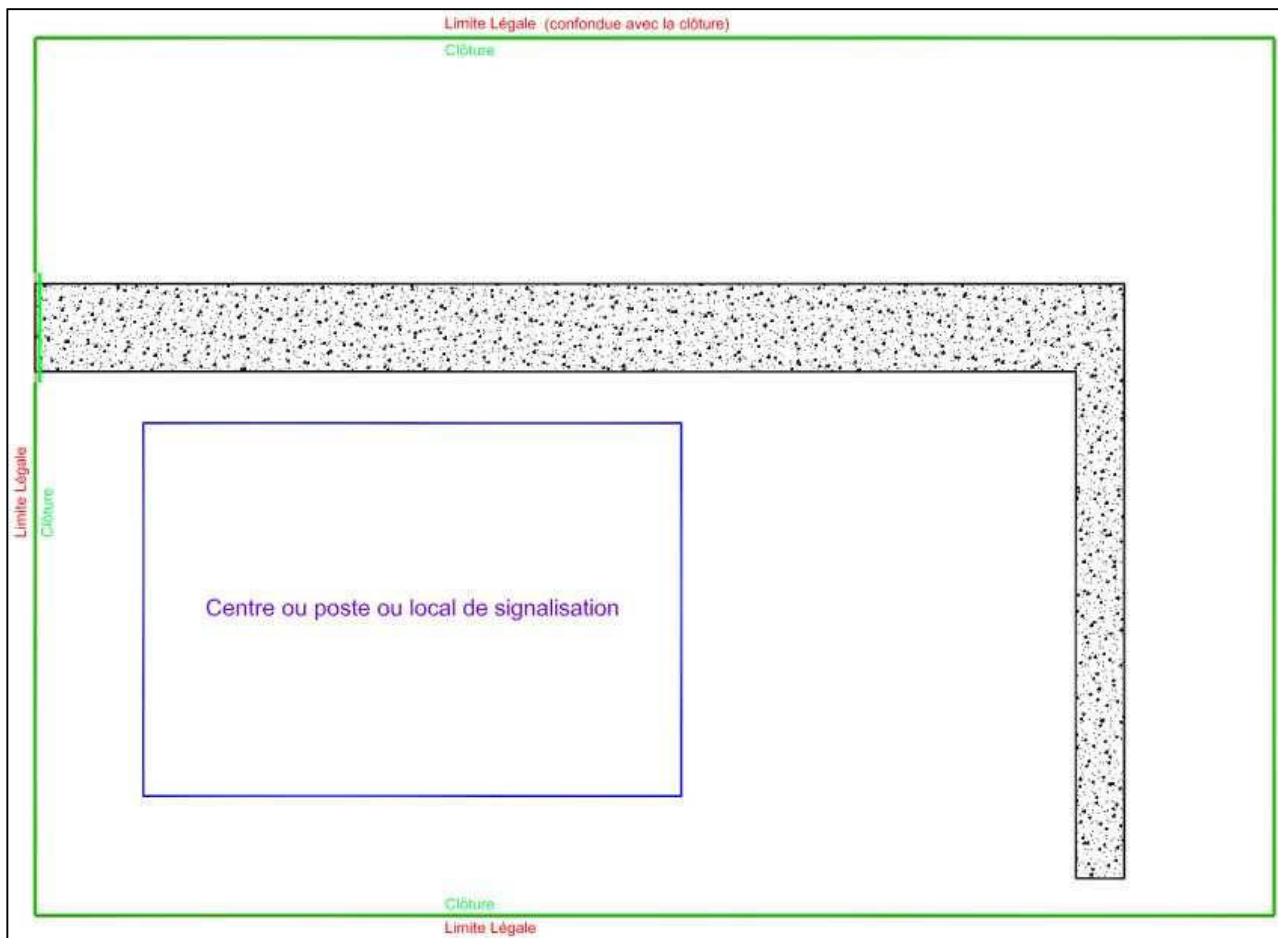 Limite Légale (confondue avec la clôture)
Clôture
Limite Légale
Clôture
Centre ou poste ou local de signalisation
Clôture
Limite Légale